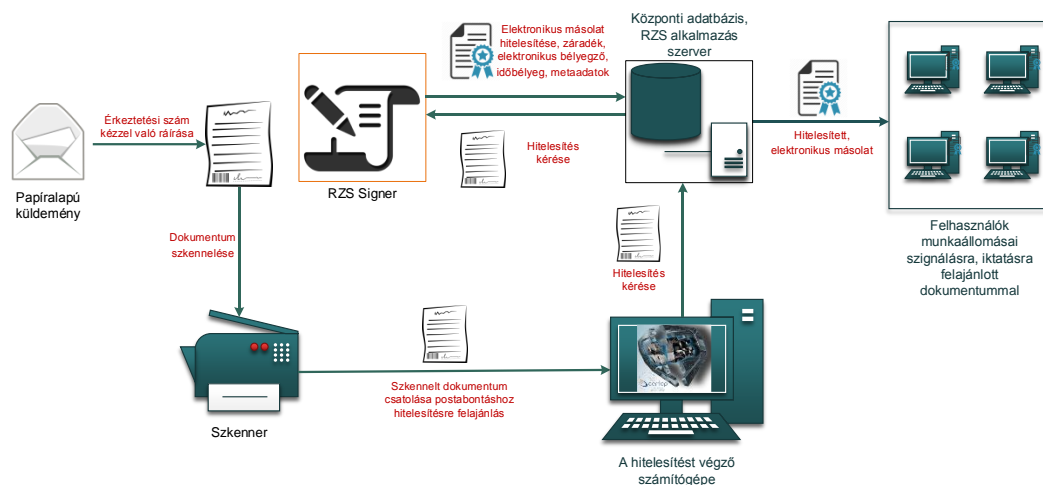 Elektronikus másolat
hitelesítése, záradék,
elektronikus bélyegző,
időbélyeg, metaadatok
Központi adatbázis,
RZS alkalmazás
szerver
Érkeztetési szám
kézzel való ráírása
Papíralapú
küldemény
RZS Signer
Hitelesítés
kérése
Hitelesített,
elektronikus másolat
Felhasználók
munkaállomásai
szignálásra, iktatásra
felajánlott
dokumentummal
Dokumentum
szkennelése
Hitelesítés
kérése
Szkenner
Szkennelt dokumentum
csatolása postabontáshoz
hitelesítésre felajánlás
A hitelesítést végző
számítógépe